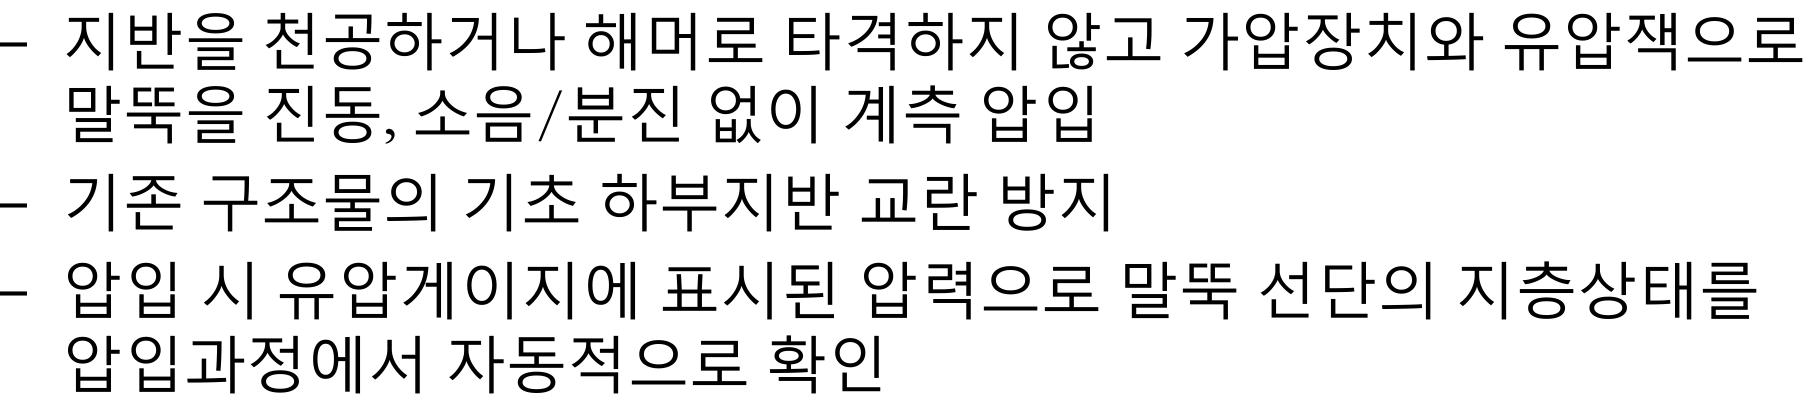 – 지반을 천공하거나 해머로 타격하지 않고 가압장치와 유압잭으로
말뚝을 진동, 소음/분진 없이 계측 압입
– 기존 구조물의 기초 하부지반 교란 방지
– 압입 시 유압게이지에 표시된 압력으로 말뚝 선단의 지층상태를
압입과정에서 자동적으로 확인